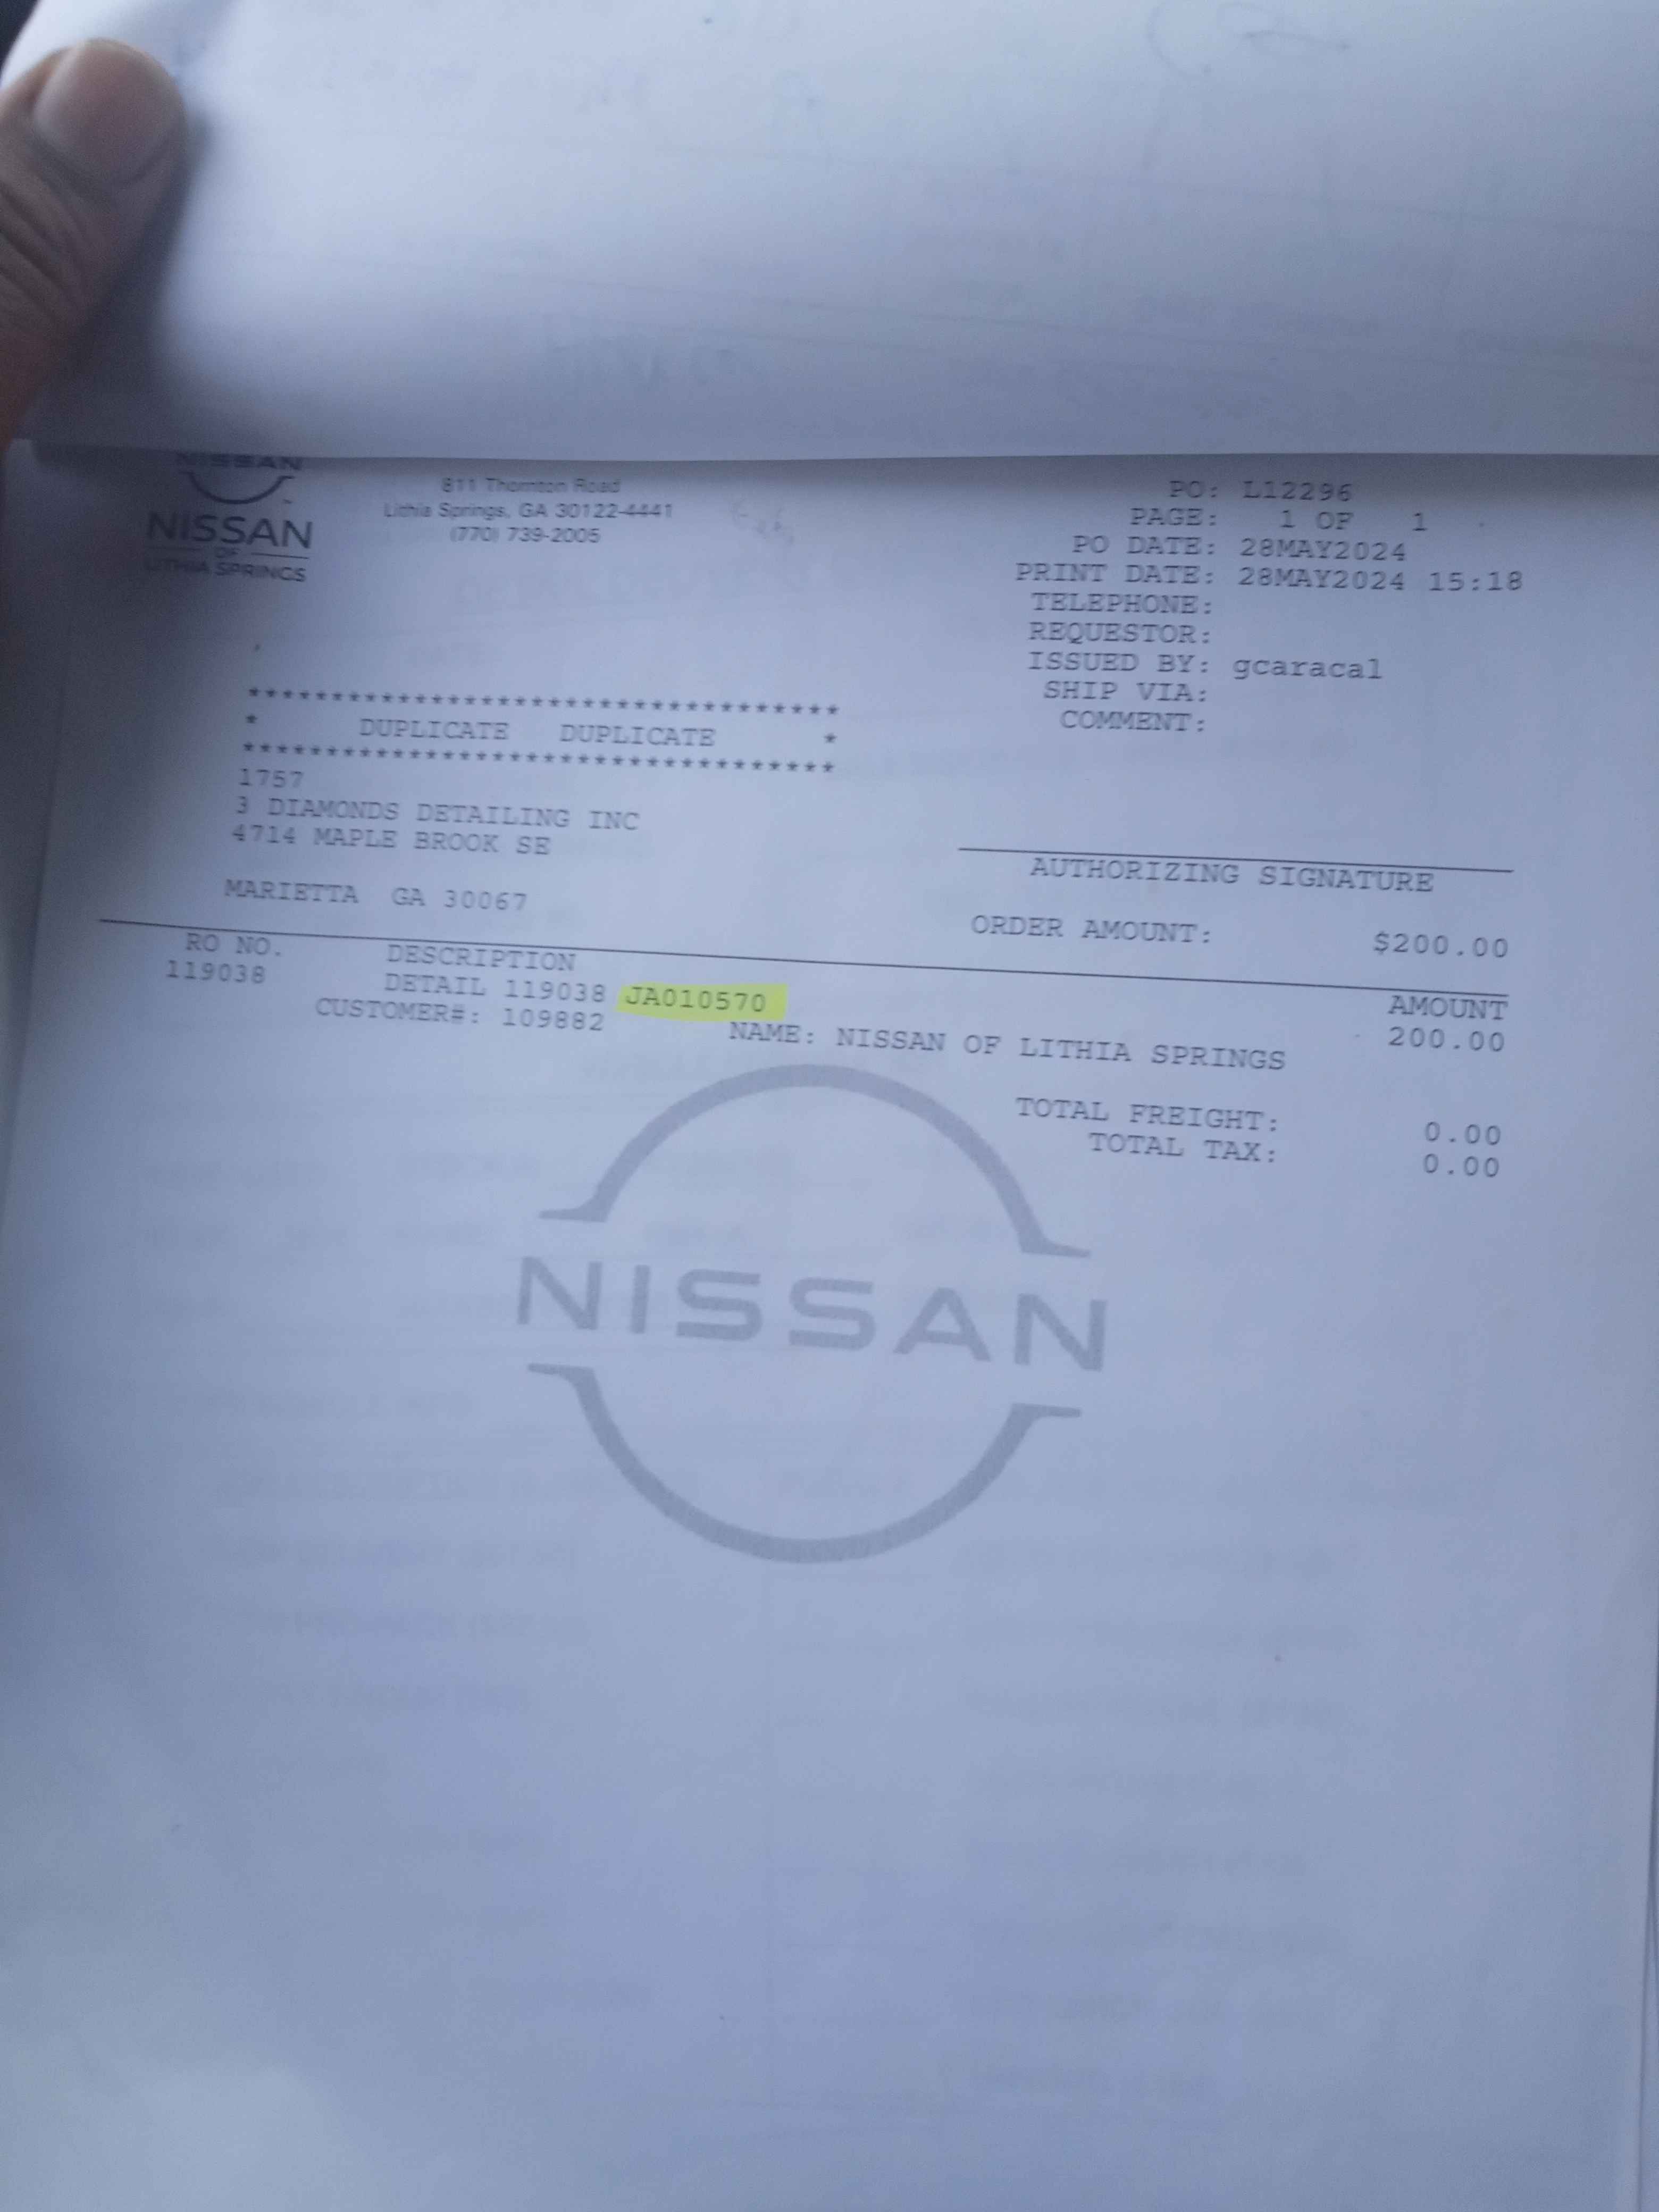 NISSAN
NISSAN
OF
LITHIA SPRINGS
811 Thornton Road
Lithia Springs, GA 30122-4441
(770) 739-2005
PO: L12296
PAGE: 1 OF 1
PO DATE: 28MAY2024
PRINT DATE: 28MAY2024 15:18
TELEPHONE:
REQUESTOR:
ISSUED BY: gcaracal
SHIP VIA:
COMMENT:
***********************************
* DUPLICATE DUPLICATE *
***********************************
1757
3 DIAMONDS DETAILING INC
4714 MAPLE BROOK SE
MARIETTA GA 30067
AUTHORIZING SIGNATURE
ORDER AMOUNT: $200.00
RO NO. DESCRIPTION AMOUNT
119038 DETAIL 119038 JA010570 200.00
CUSTOMER#: 109882 NAME: NISSAN OF LITHIA SPRINGS
TOTAL FREIGHT: 0.00
TOTAL TAX: 0.00
NISSAN